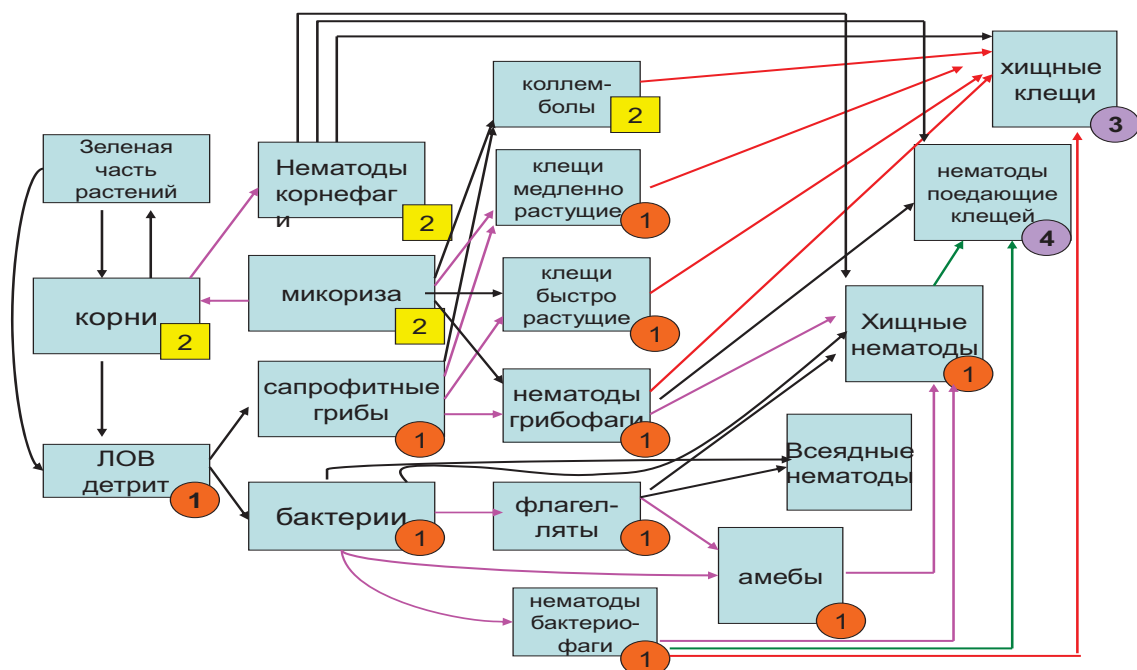 Зеленая
часть
растений
корни
2
ЛОВ
детрит
1
Нематоды
корнефаг
и
2
микориза
2
сапрофитные
грибы
1
бактерии
1
коллем-
болы
2
клещи
медленно
растущие
1
клещи
быстро
растущие
1
нематоды
грибофаги
1
флагел-
ляты
1
нематоды
бактерио-
фаги
1
амебы
1
Всеядные
нематоды
Хищные
нематоды
1
нематоды
поедающие
клещей
4
хищные
клещи
3